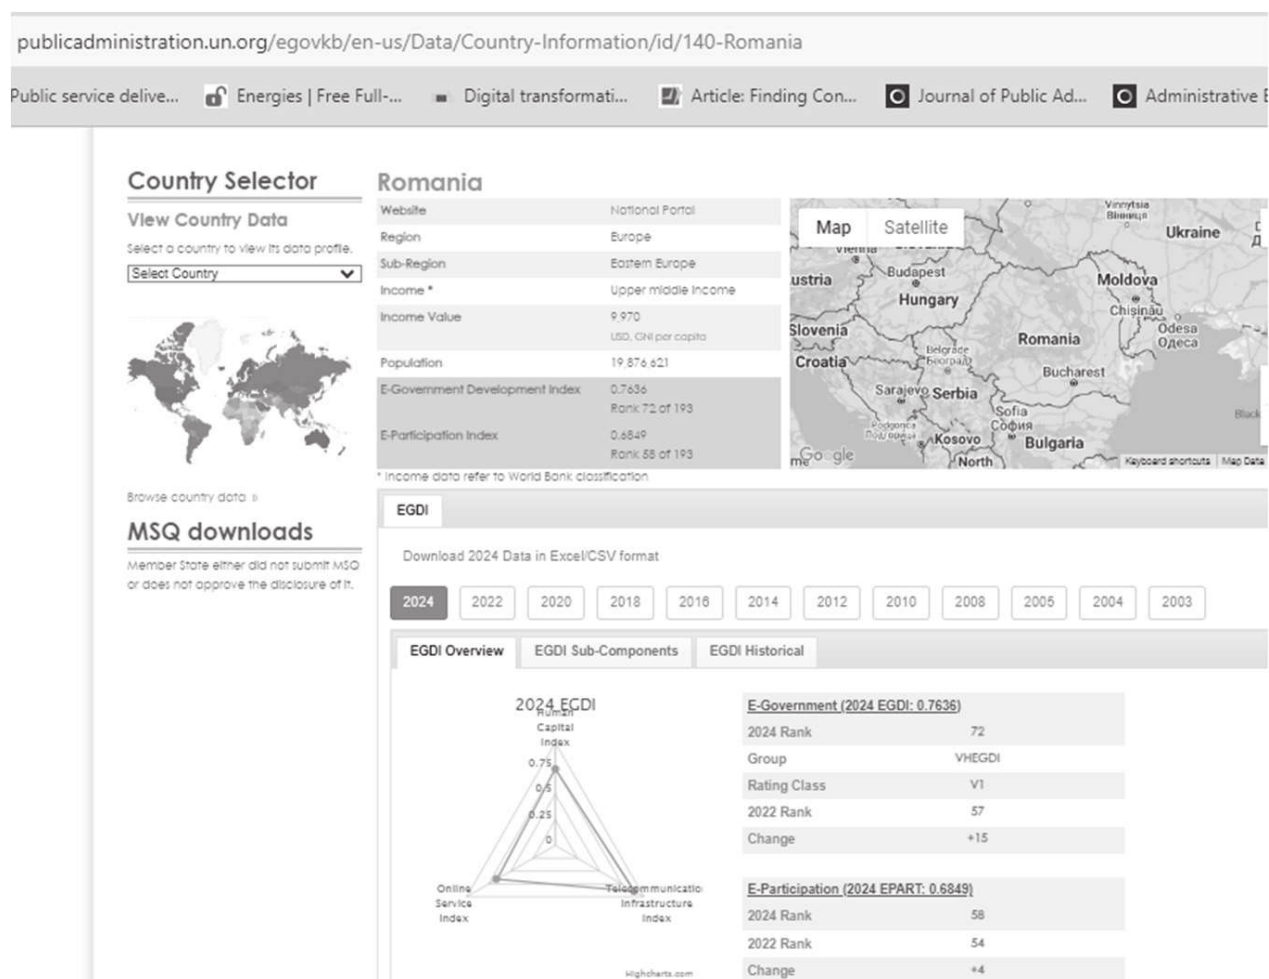 publicadministration.un.org/egovkb/en-us/Data/Country-Information/id/140-Romania
Public service delive... Energies | Free Full-... Digital transformati... Article: Finding Con... Journal of Public Ad... Administrative
Country Selector
View Country Data
Select a country to view its data profile.
Select Country
Browse country data »
MSQ downloads
Member State either did not submit MSQ
or does not approve the disclosure of it.
Romania
Website National Portal
Region Europe
Sub-Region Eastern Europe
Income * Upper middle income
Income Value 9,970
USD, GNI per capita
Population 19,876,621
E-Government Development Index 0.7636
Rank 72 of 193
E-Participation Index 0.6849
Rank 58 of 193
* Income data refer to World Bank classification
Map Satellite
Vinnytsia
Вінниця
Ukraine
Vienna
Budapest
Moldova
Hungary
Chișinău
Slovenia
Odesa
Одеса
Romania
Croatia
Belgrade
Београд
Bucharest
Sarajevo
Serbia
Sofia
София
Black
Podgorica
Подгорица
Kosovo
Bulgaria
Google
North
Keyboard shortcuts Map Data
EGDI
Download 2024 Data in Excel/CSV format
2024 2022 2020 2018 2016 2014 2012 2010 2008 2005 2004 2003
EGDI Overview EGDI Sub-Components EGDI Historical
2024 EGDI
Human
Capital
Index
0.75
0.5
0.25
0
Online
Service
Index
Telecommunicatio
Infrastructure
Index
Highcharts.com
E-Government (2024 EGDI: 0.7636)
2024 Rank 72
Group VHEGDI
Rating Class V1
2022 Rank 57
Change +15
E-Participation (2024 EPART: 0.6849)
2024 Rank 58
2022 Rank 54
Change +4